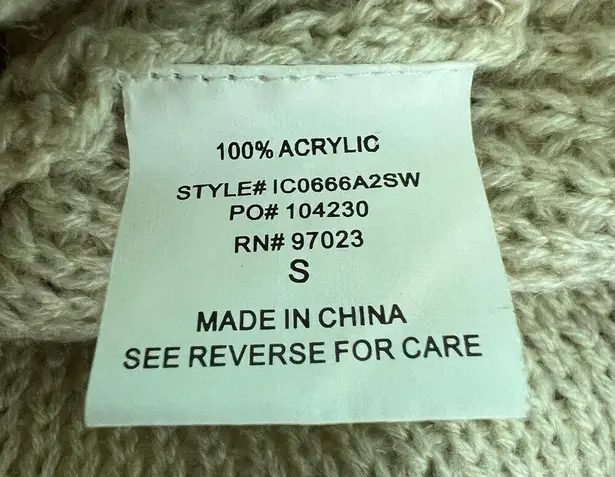 100% ACRYLIC
STYLE# IC0666A2SW
PO# 104230
RN# 97023
S
MADE IN CHINA
SEE REVERSE FOR CARE